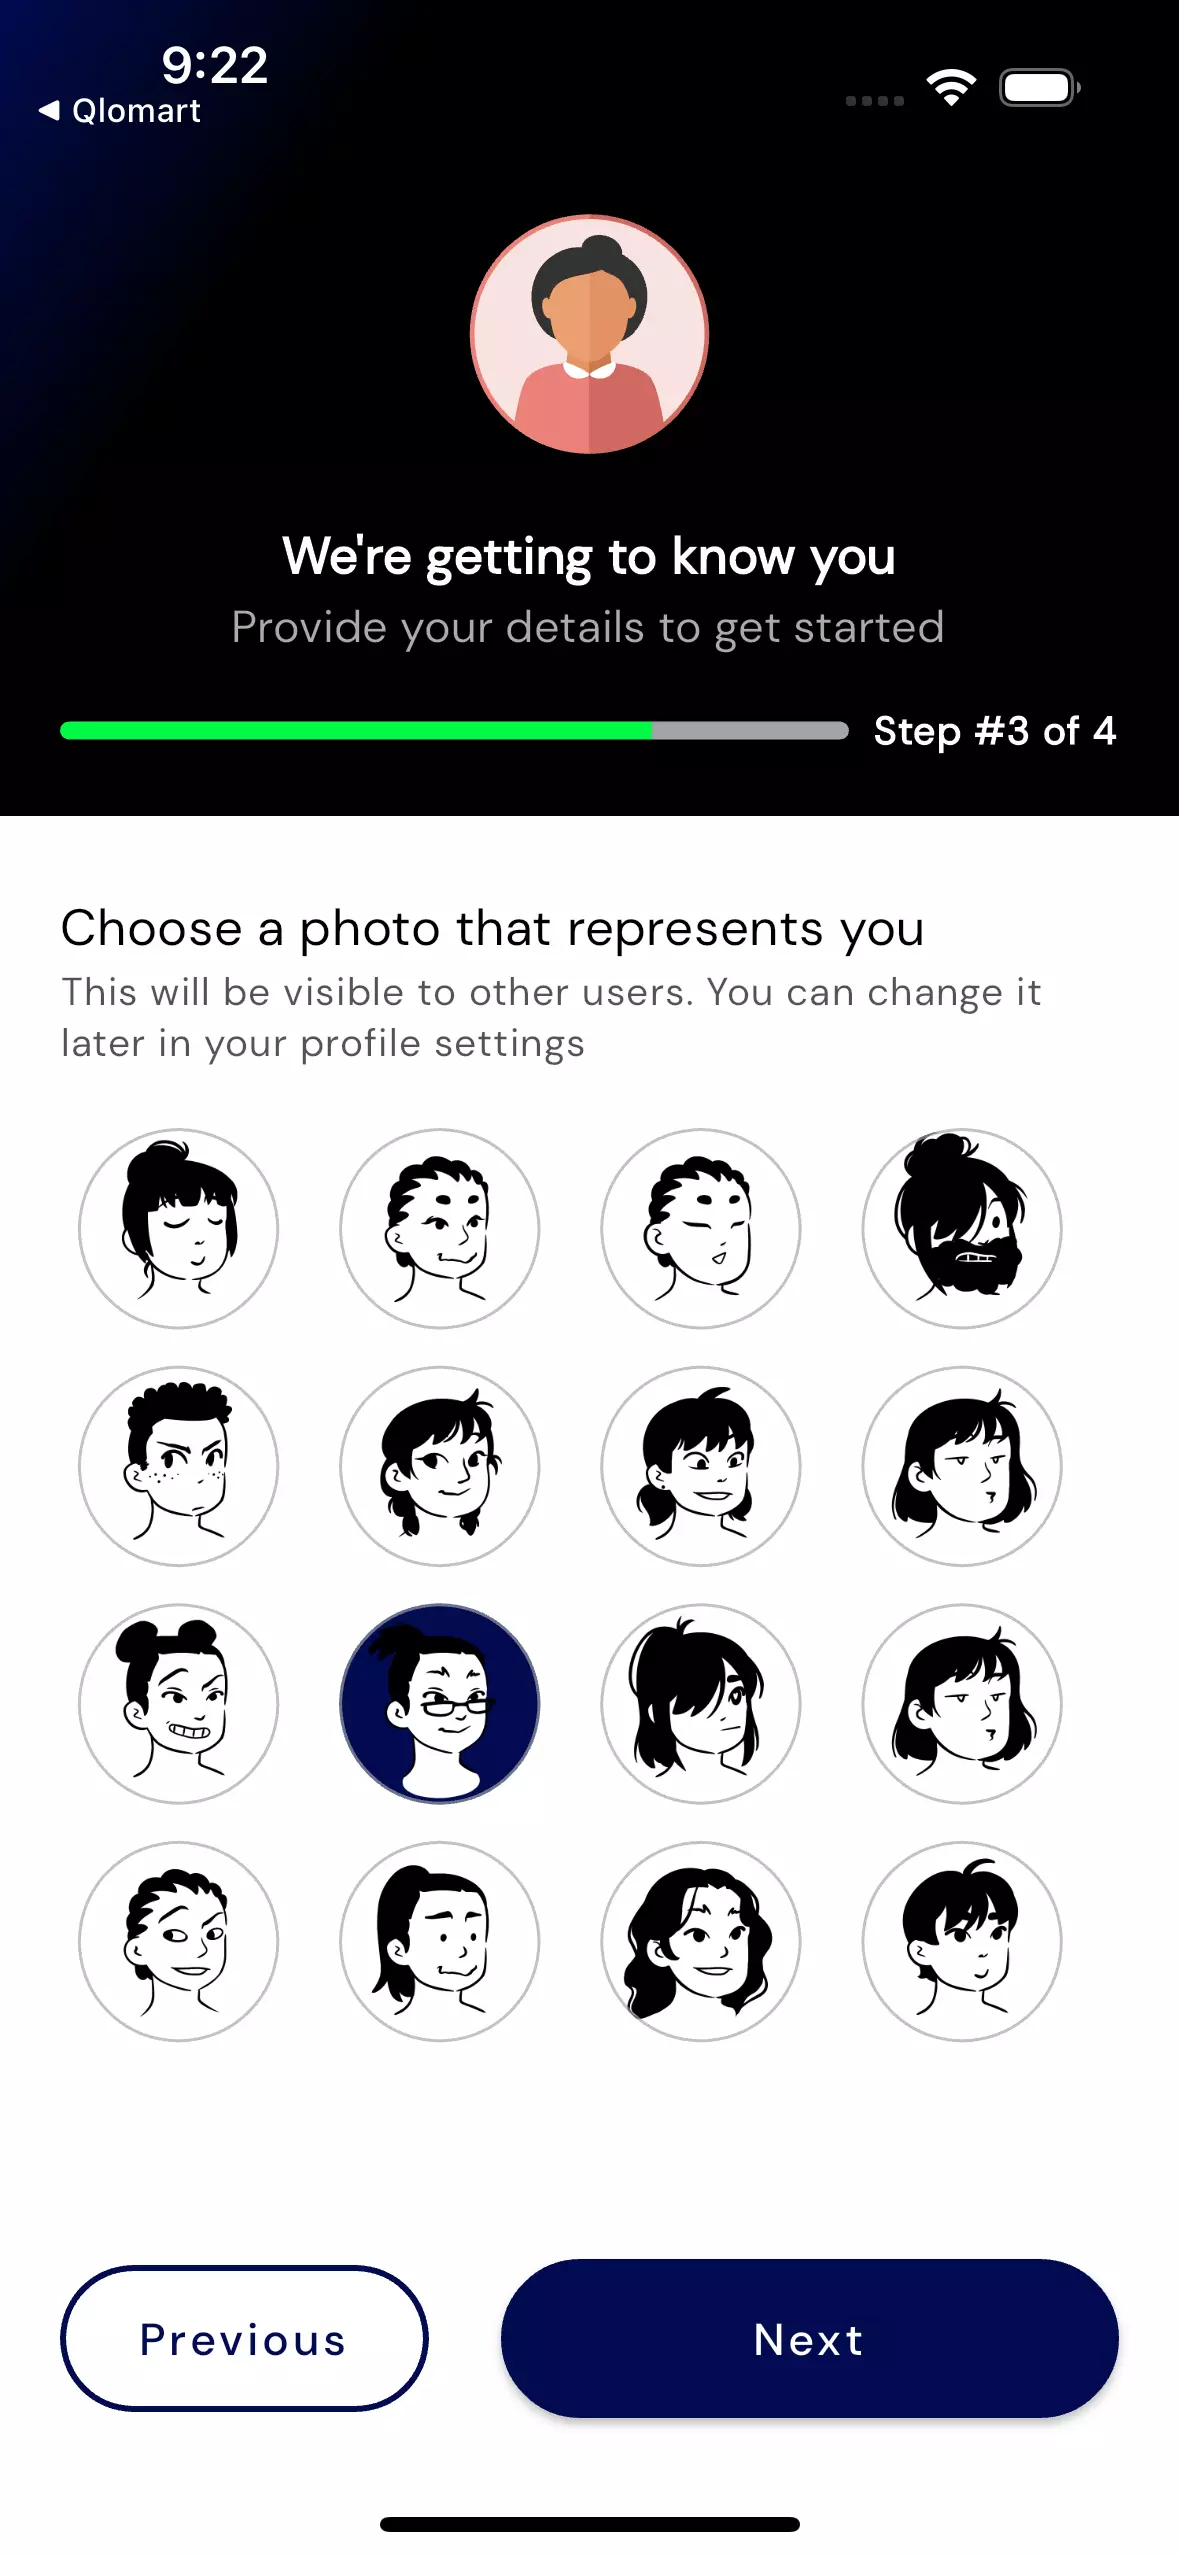 9:22
Qlomart
We're getting to know you
Provide your details to get started
Step #3 of 4
Choose a photo that represents you
This will be visible to other users. You can change it
later in your profile settings
Previous
Next